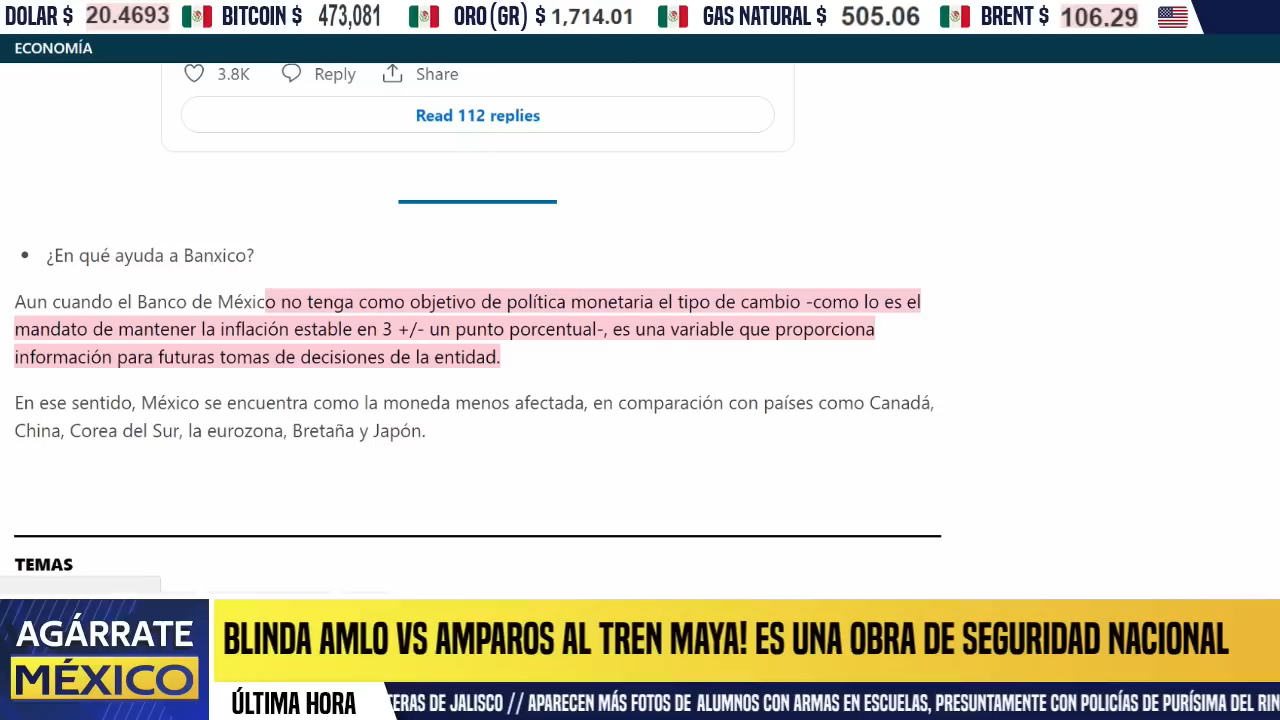 DOLAR $ 20.4693 BITCOIN $ 473,081 ORO(GR) $ 1,714.01 GAS NATURAL $ 505.06 BRENT $ 106.29
ECONOMÍA
3.8K Reply Share
Read 112 replies
• ¿En qué ayuda a Banxico?
Aun cuando el Banco de México no tenga como objetivo de política monetaria el tipo de cambio -como lo es el
mandato de mantener la inflación estable en 3 +/- un punto porcentual-, es una variable que proporciona
información para futuras tomas de decisiones de la entidad.
En ese sentido, México se encuentra como la moneda menos afectada, en comparación con países como Canadá,
China, Corea del Sur, la eurozona, Bretaña y Japón.
TEMAS
AGÁRRATE
MÉXICO
BLINDA AMLO VS AMPAROS AL TREN MAYA! ES UNA OBRA DE SEGURIDAD NACIONAL
ÚLTIMA HORA
TERAS DE JALISCO // APARECEN MÁS FOTOS DE ALUMNOS CON ARMAS EN ESCUELAS, PRESUNTAMENTE CON POLICÍAS DE PURÍSIMA DEL RIN